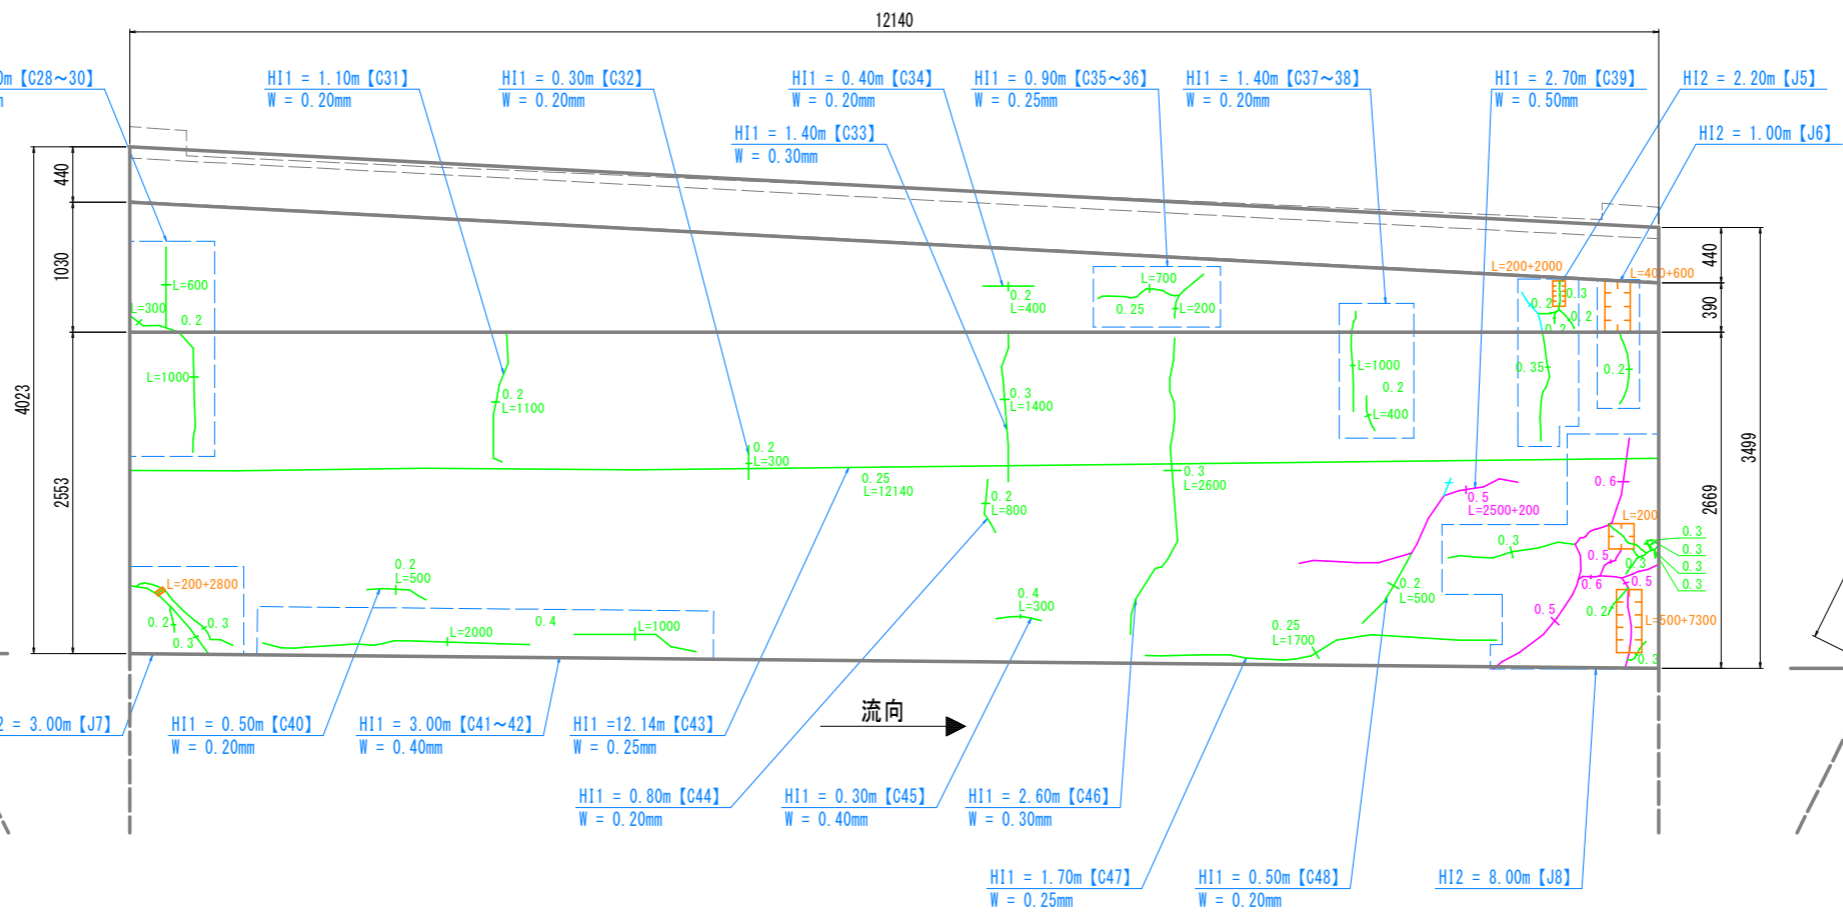 12140
0m【C28～30】
HI1 = 1.10m【C31】
W = 0.20mm
HI1 = 0.30m【C32】
W = 0.20mm
HI1 = 0.40m【C34】
W = 0.20mm
HI1 = 0.90m【C35～36】
W = 0.25mm
HI1 = 1.40m【C37～38】
W = 0.20mm
HI1 = 2.70m【C39】
W = 0.50mm
HI2 = 2.20m【J5】
HI1 = 1.40m【C33】
W = 0.30mm
HI2 = 1.00m【J6】
440
1030
4023
2553
440
390
3499
2669
L=600
L=300
0.2
L=1000
0.2
L=1100
0.2
L=300
0.2
L=400
0.3
L=1400
L=700
0.25
L=200
L=1000
0.2
L=400
L=200+2000
0.3
0.2
0.2
0.2
0.35
L=400+600
0.2
0.25
L=12140
0.2
L=800
0.3
L=2600
0.5
L=2500+200
0.6
L=200
0.3
0.3
0.3
0.3
0.3
0.5
0.3
0.6
0.5
0.5
0.2
L=500+7300
0.3
L=200+2800
0.2
0.3
0.3
0.2
L=500
0.4
L=2000
L=1000
0.4
L=300
0.25
L=1700
0.2
L=500
流向
2 = 3.00m【J7】
HI1 = 0.50m【C40】
W = 0.20mm
HI1 = 3.00m【C41～42】
W = 0.40mm
HI1 =12.14m【C43】
W = 0.25mm
HI1 = 0.80m【C44】
W = 0.20mm
HI1 = 0.30m【C45】
W = 0.40mm
HI1 = 2.60m【C46】
W = 0.30mm
HI1 = 1.70m【C47】
W = 0.25mm
HI1 = 0.50m【C48】
W = 0.20mm
HI2 = 8.00m【J8】